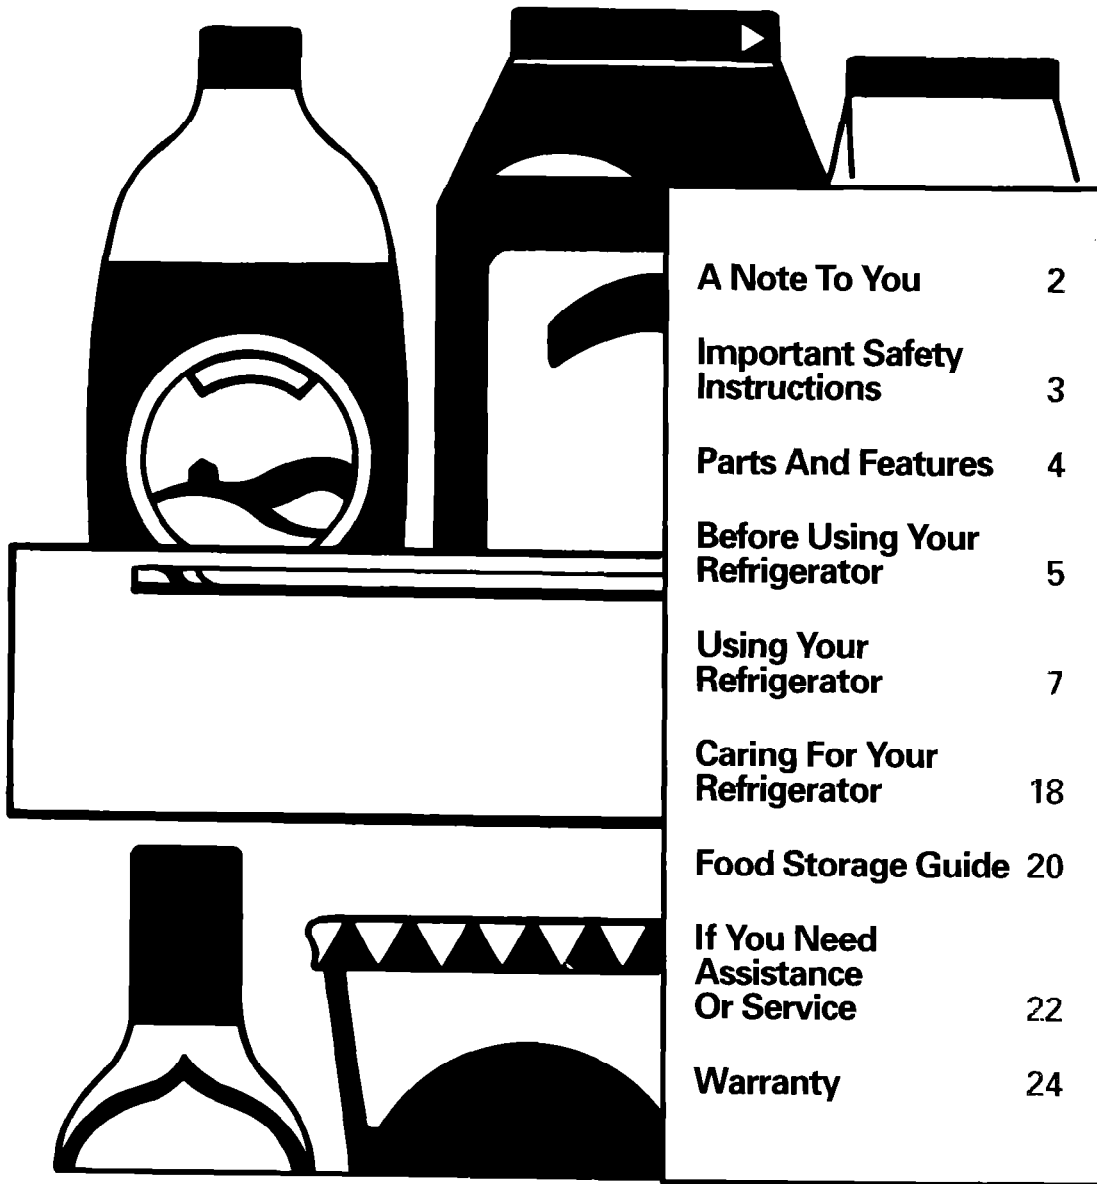 A Note To You 2
Important Safety
Instructions 3
Parts And Features 4
Before Using Your
Refrigerator 5
Using Your
Refrigerator 7
Caring For Your
Refrigerator 18
Food Storage Guide 20
If You Need
Assistance
Or Service 22
Warranty 24